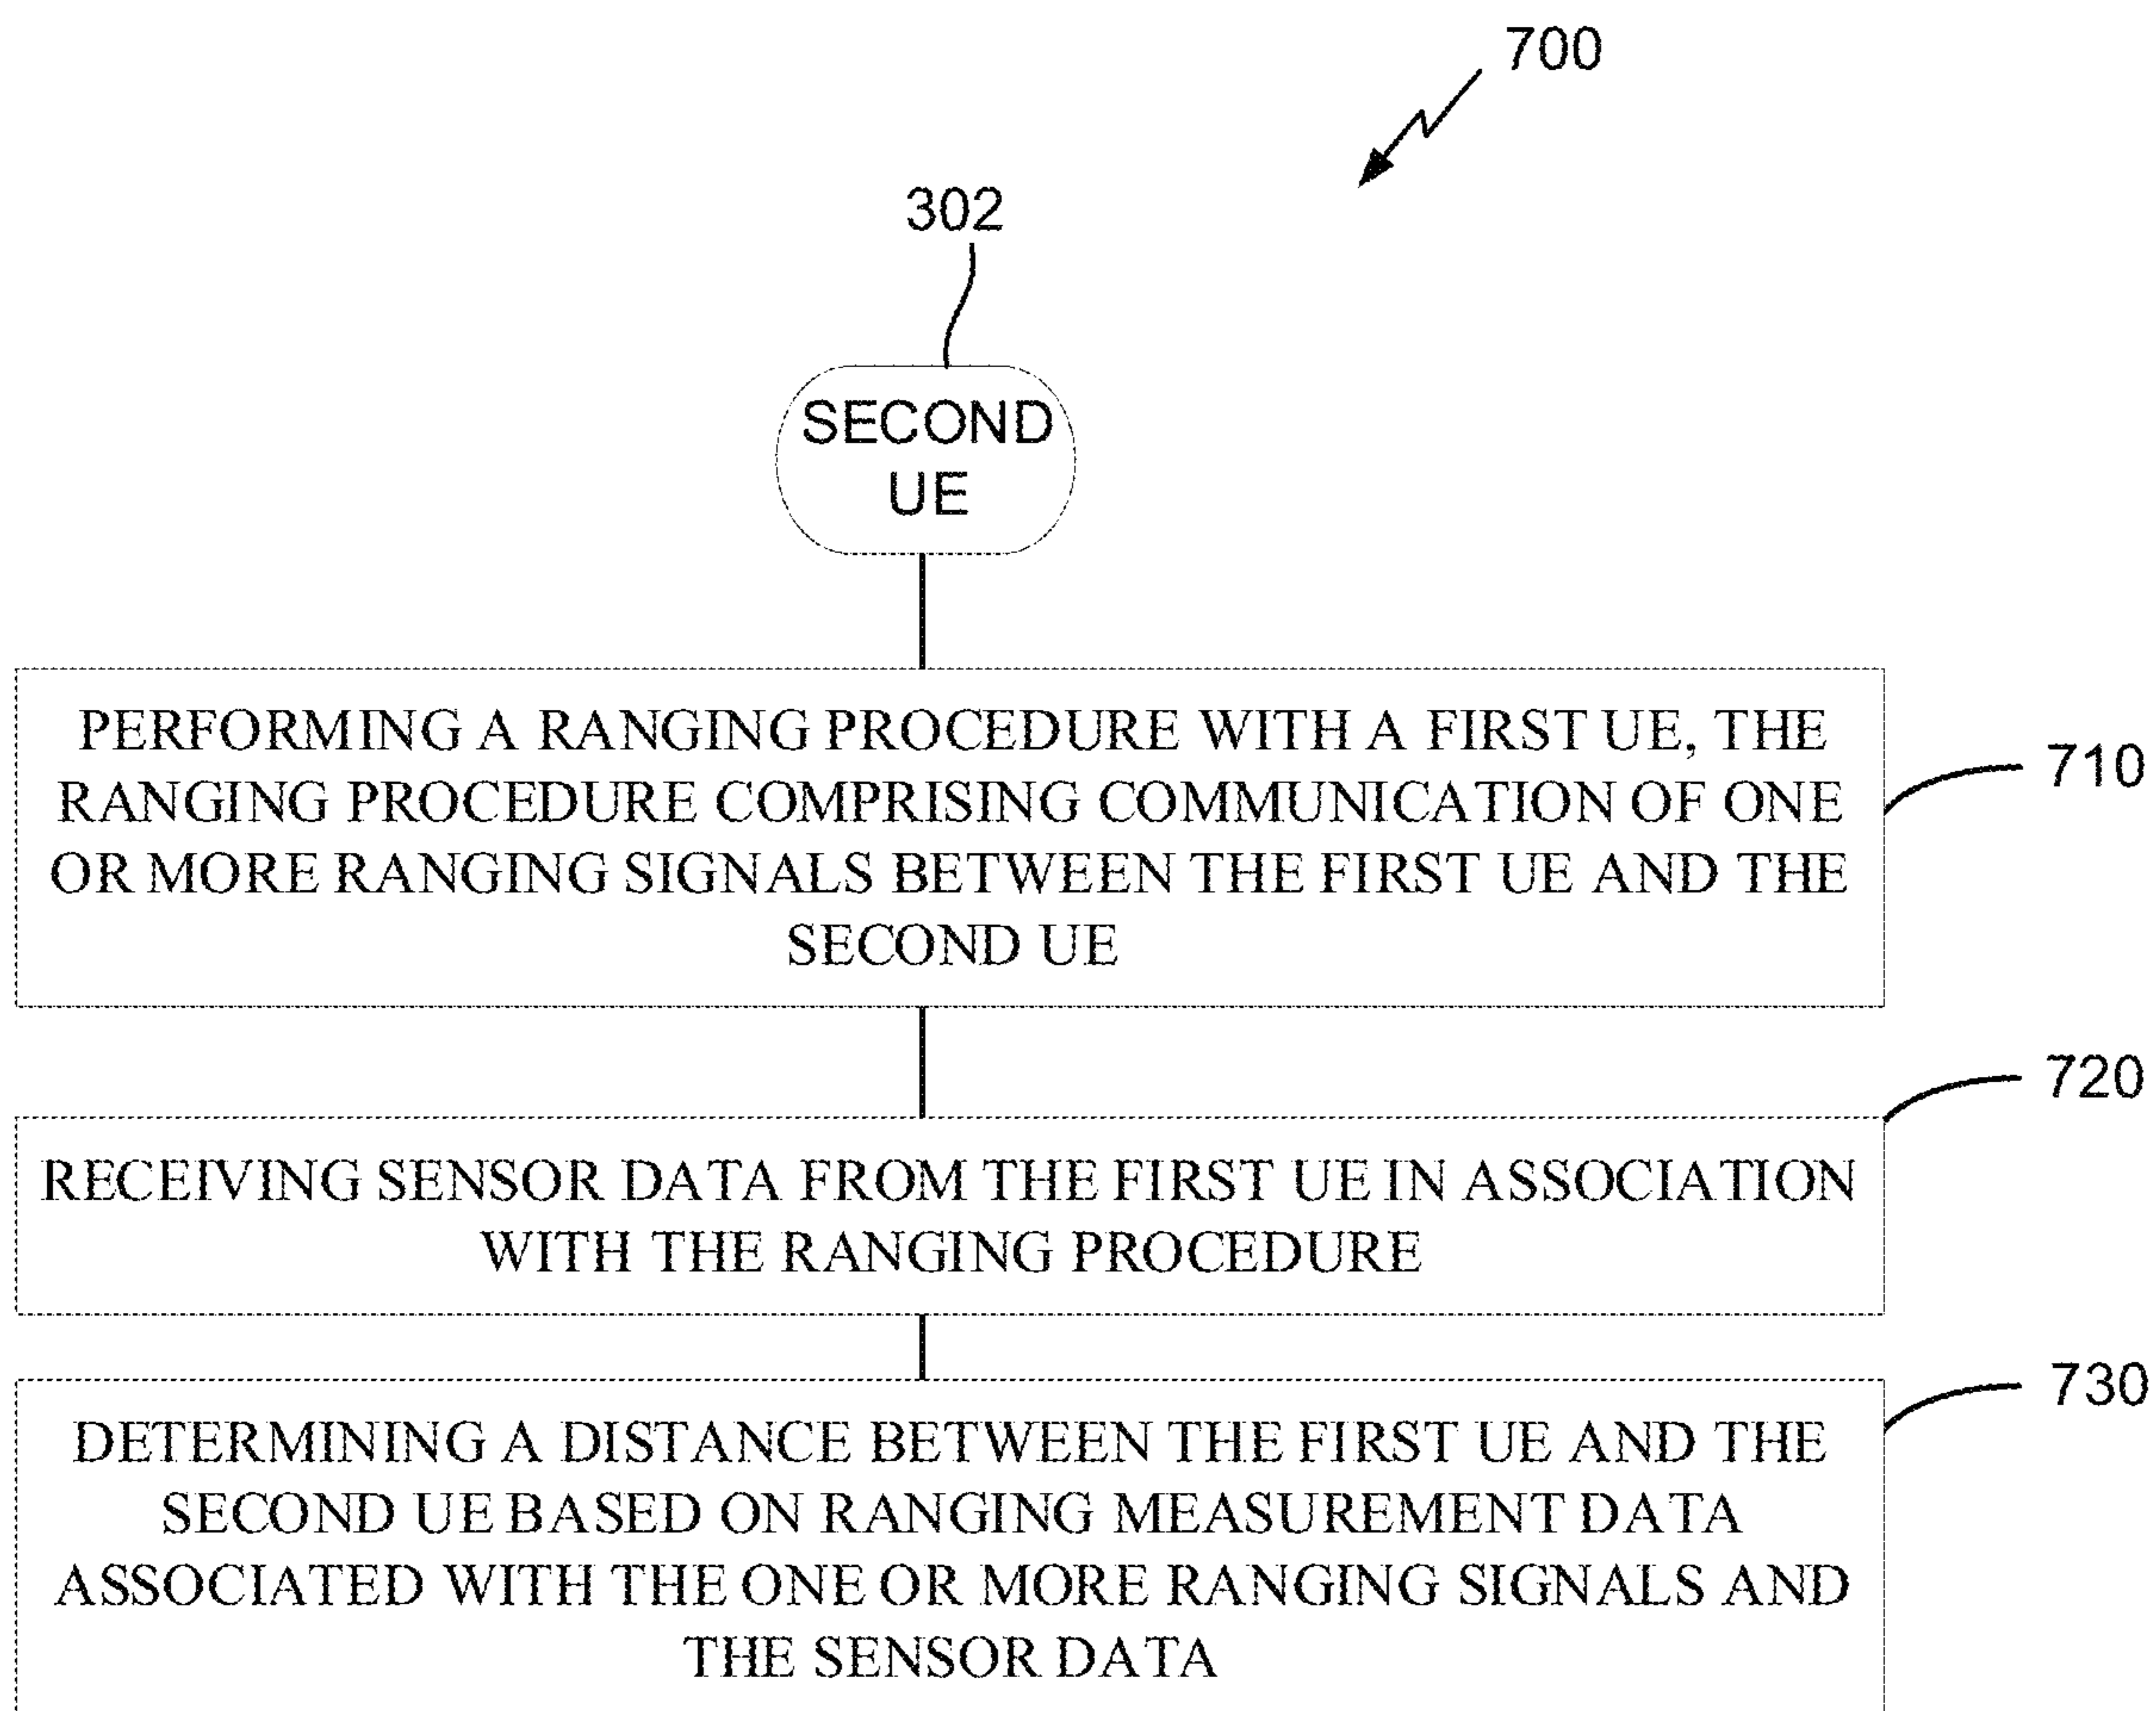 700
302
SECOND
UE
PERFORMING A RANGING PROCEDURE WITH A FIRST UE, THE
RANGING PROCEDURE COMPRISING COMMUNICATION OF ONE
OR MORE RANGING SIGNALS BETWEEN THE FIRST UE AND THE
SECOND UE
710
RECEIVING SENSOR DATA FROM THE FIRST UE IN ASSOCIATION
WITH THE RANGING PROCEDURE
720
DETERMINING A DISTANCE BETWEEN THE FIRST UE AND THE
SECOND UE BASED ON RANGING MEASUREMENT DATA
ASSOCIATED WITH THE ONE OR MORE RANGING SIGNALS AND
THE SENSOR DATA
730